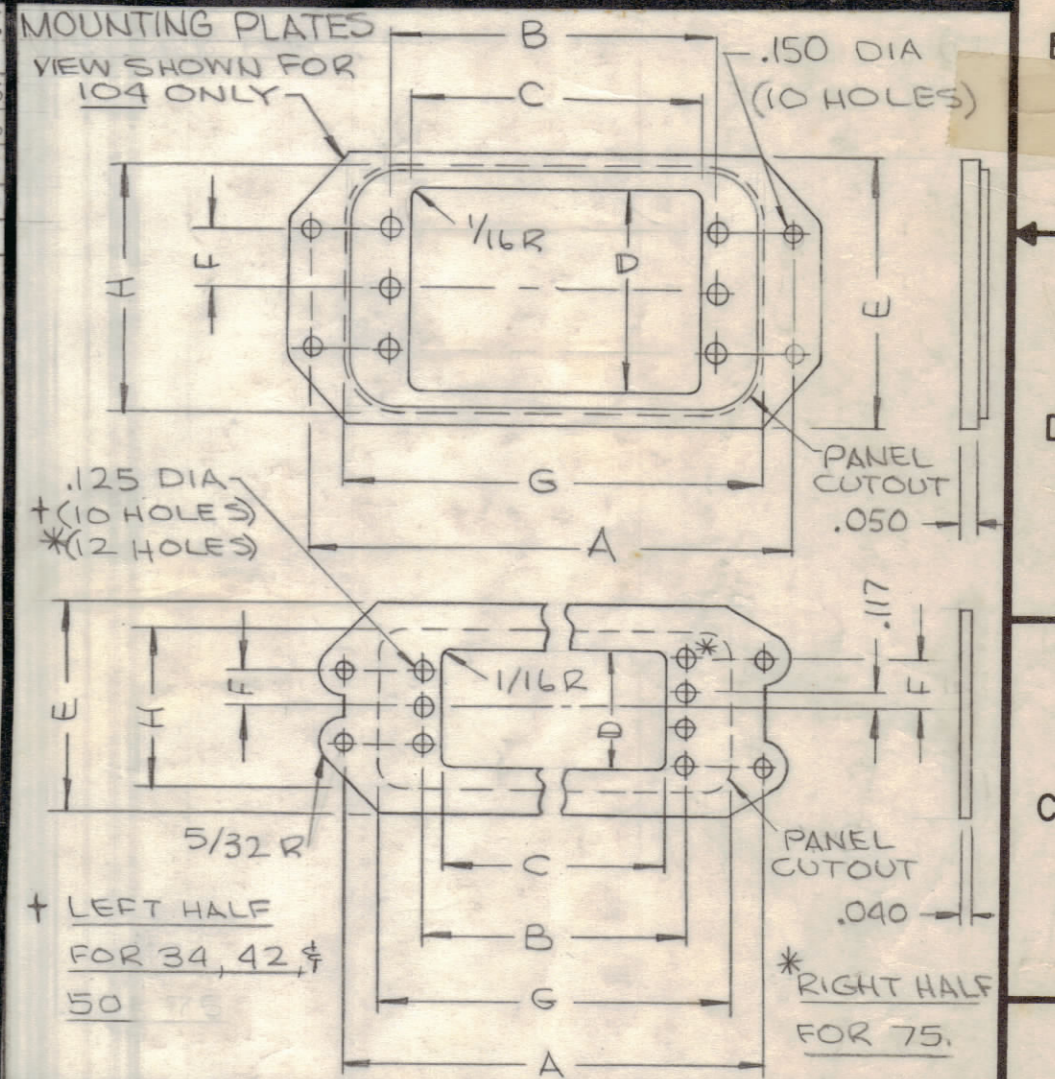 MOUNTING PLATES
VIEW SHOWN FOR
104 ONLY
B
C
.150 DIA
(10 HOLES)
1/16 R
D
F
H
E
PANEL
CUTOUT
G
.050
A
.125 DIA
+(10 HOLES)
*(12 HOLES)
.117
*
1/16 R
D
E
H
F
F
5/32 R
PANEL
CUTOUT
C
.040
B
+ LEFT HALF
FOR 34, 42, &
50
G
*RIGHT HALF
FOR 75.
A
D
C